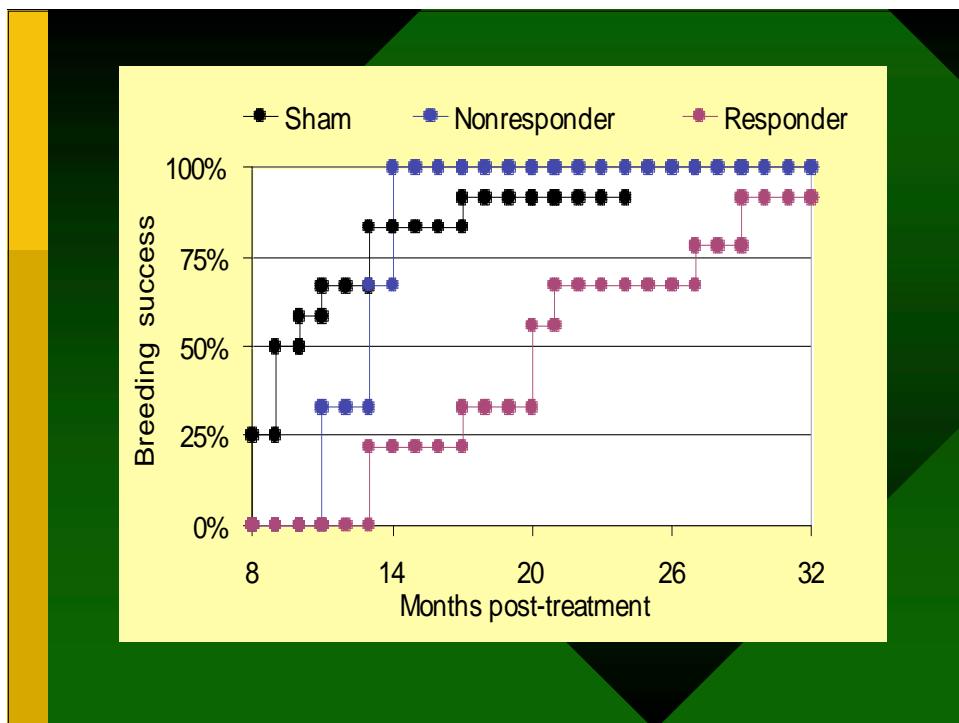 Sham Nonresponder Responder
100%
75%
50%
25%
0%
Breeding success
8 14 20 26 32
Months post-treatment